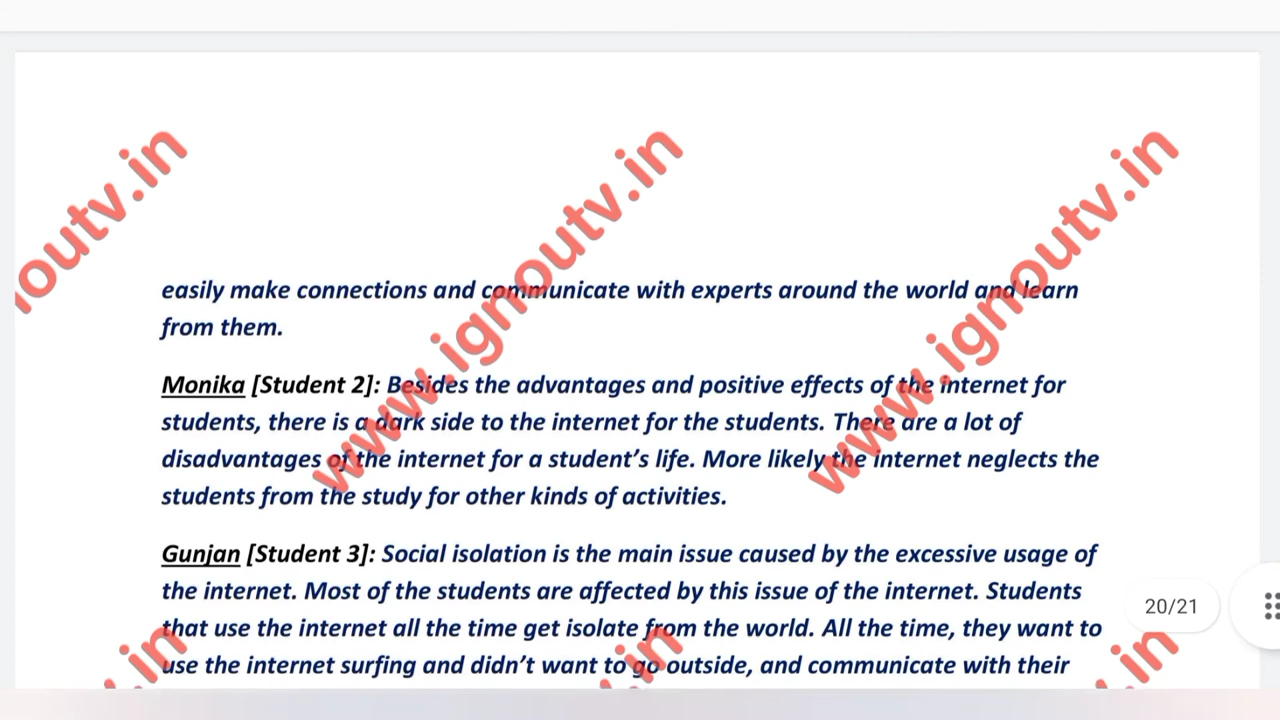 easily make connections and communicate with experts around the world and learn
from them.
Monika [Student 2]: Besides the advantages and positive effects of the internet for
students, there is a dark side to the internet for the students. There are a lot of
disadvantages of the internet for a student's life. More likely the internet neglects the
students from the study for other kinds of activities.
Gunjan [Student 3]: Social isolation is the main issue caused by the excessive usage of
the internet. Most of the students are affected by this issue of the internet. Students
that use the internet all the time get isolate from the world. All the time, they want to
use the internet surfing and didn't want to go outside, and communicate with their
20/21
noutv.in
www.ignoutv.in
www.ignoutv.in
.in
.in
.in